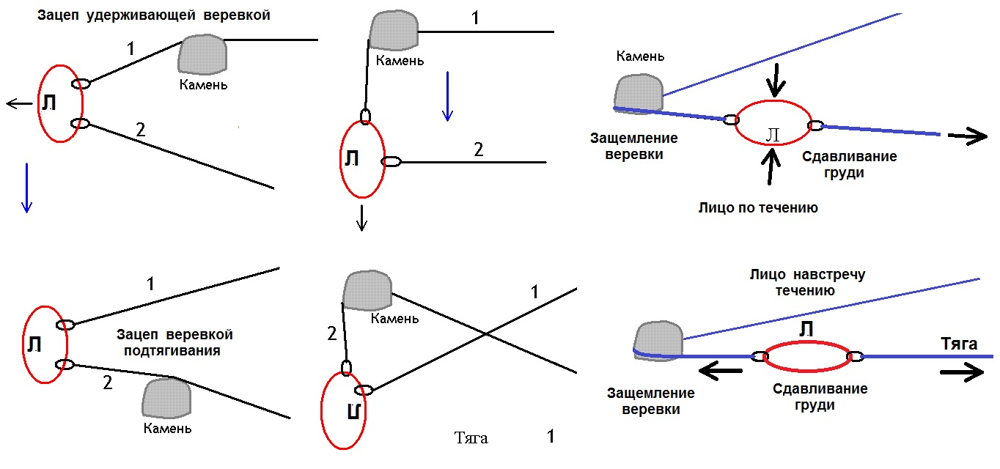 Зацеп удерживающей веревкой
1
Камень
Л
2
1
Камень
Л
2
Камень
Защемление
веревки
Л
Сдавливание
груди
Лицо по течению
1
Л
Зацеп веревкой
подтягивания
2
Камень
1
Камень
2
Л
Тяга 1
Лицо навстречу
течению
Л
Тяга
Защемление
веревки
Сдавливание
груди